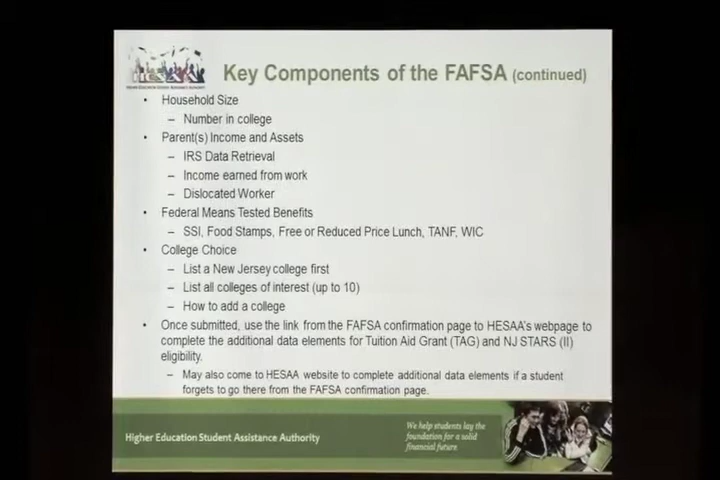 HESAA
HIGHER EDUCATION STUDENT ASSISTANCE AUTHORITY
Key Components of the FAFSA (continued)
• Household Size
– Number in college
• Parent(s) Income and Assets
– IRS Data Retrieval
– Income earned from work
– Dislocated Worker
• Federal Means Tested Benefits
– SSI, Food Stamps, Free or Reduced Price Lunch, TANF, WIC
• College Choice
– List a New Jersey college first
– List all colleges of interest (up to 10)
– How to add a college
• Once submitted, use the link from the FAFSA confirmation page to HESAA's webpage to
complete the additional data elements for Tuition Aid Grant (TAG) and NJ STARS (II)
eligibility.
– May also come to HESAA website to complete additional data elements if a student
forgets to go there from the FAFSA confirmation page.
Higher Education Student Assistance Authority
We help students lay the
foundation for a solid
financial future.